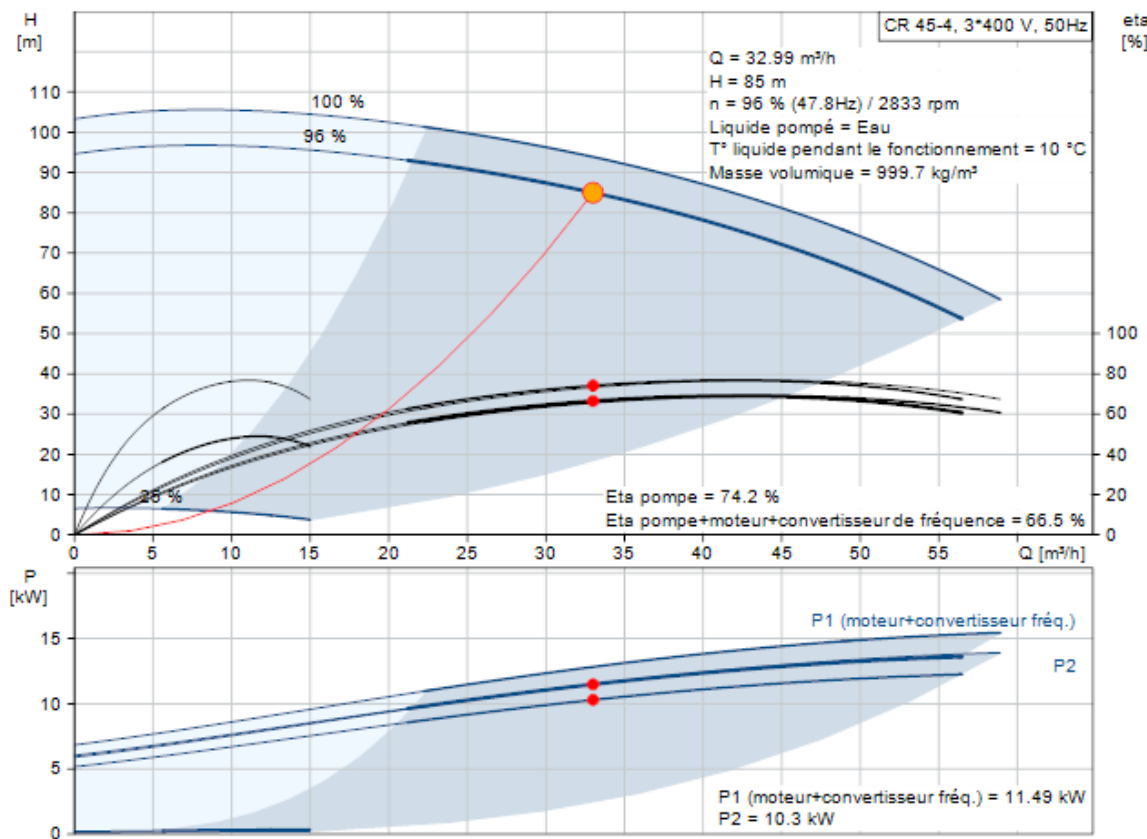 H
[m]
CR 45-4, 3*400 V, 50Hz
eta
[%]
Q = 32.99 m³/h
H = 85 m
n = 96 % (47.8Hz) / 2833 rpm
Liquide pompé = Eau
T° liquide pendant le fonctionnement = 10 °C
Masse volumique = 999.7 kg/m³
100 %
96 %
25 %
110
100
90
80
70
60
50
40
30
20
10
0
100
80
60
40
20
0
Eta pompe = 74.2 %
Eta pompe+moteur+convertisseur de fréquence = 66.5 %
0 5 10 15 20 25 30 35 40 45 50 55 Q [m³/h]
P
[kW]
P1 (moteur+convertisseur fréq.)
P2
15
10
5
0
P1 (moteur+convertisseur fréq.) = 11.49 kW
P2 = 10.3 kW